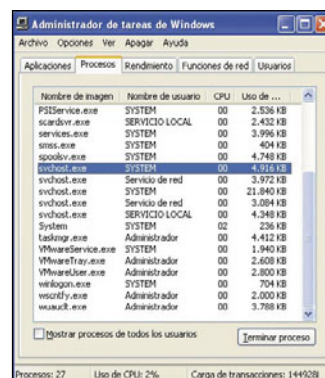 Administrador de tareas de Windows
Archivo Opciones Ver Apagar Ayuda
Aplicaciones Procesos Rendimiento Funciones de red Usuarios
Nombre de imagen Nombre de usuario CPU Uso de ...
PSIService.exe SYSTEM 00 2.536 KB
scardsvr.exe SERVICIO LOCAL 00 2.432 KB
services.exe SYSTEM 00 3.996 KB
smss.exe SYSTEM 00 404 KB
spoolsv.exe SYSTEM 00 4.748 KB
svchost.exe SYSTEM 00 4.916 KB
svchost.exe Servicio de red 00 3.972 KB
svchost.exe SYSTEM 00 21.840 KB
svchost.exe Servicio de red 00 3.084 KB
svchost.exe SERVICIO LOCAL 00 4.348 KB
System SYSTEM 02 236 KB
taskmgr.exe Administrador 00 4.412 KB
VMwareService.exe SYSTEM 00 1.940 KB
VMwareTray.exe Administrador 00 2.608 KB
VMwareUser.exe Administrador 00 2.800 KB
winlogon.exe SYSTEM 00 704 KB
wscntfy.exe Administrador 00 2.000 KB
wuauclt.exe Administrador 00 3.788 KB
Mostrar procesos de todos los usuarios
Terminar proceso
Procesos: 27 Uso de CPU: 2% Carga de transacciones: 144928